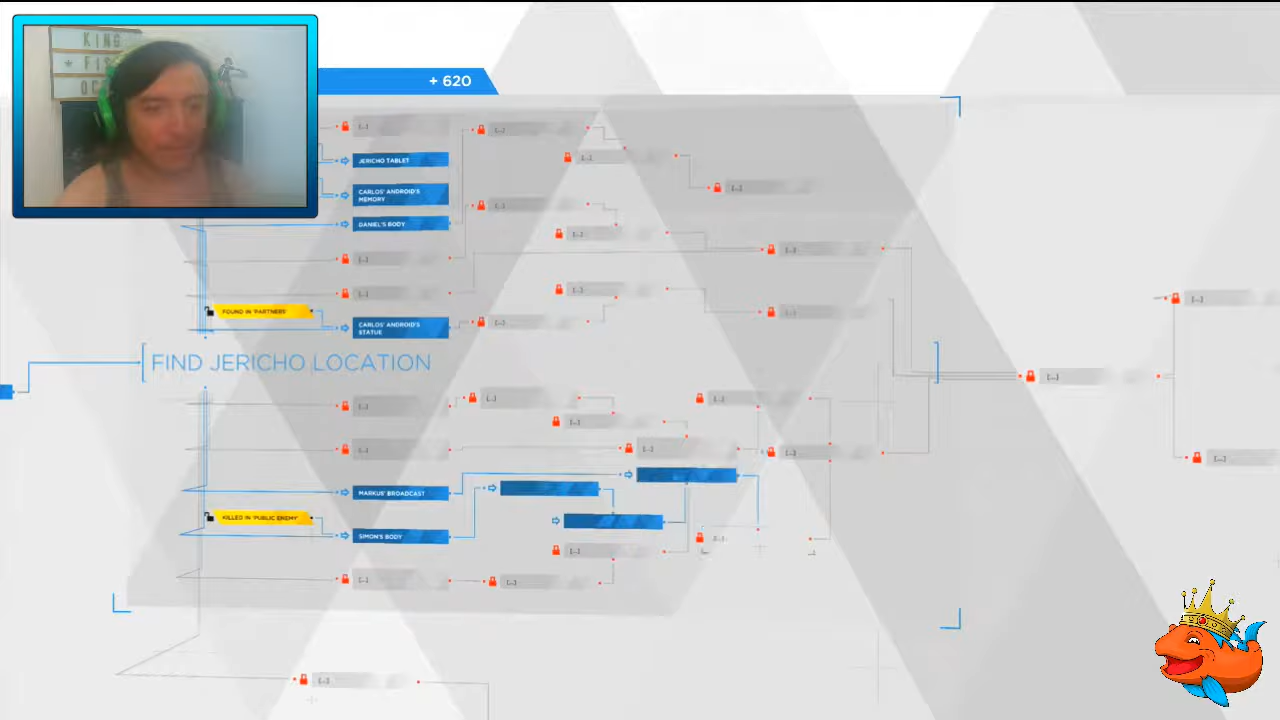 KING
+ 620
[...]
[...]
[...]
JERICHO TABLET
[...]
CARLOS' ANDROID'S
MEMORY
[...]
DANIEL'S BODY
[...]
[...]
[...]
[...]
[...]
[...]
FOUND IN 'PARTNERS'
[...]
CARLOS' ANDROID'S
STATUE
[...]
FIND JERICHO LOCATION
[...]
[...]
[...]
[...]
[...]
[...]
[...]
[...]
[...]
MARKUS' BROADCAST
KILLED IN 'PUBLIC ENEMY'
SIMON'S BODY
[...]
[...]
[...]
[...]
[...]